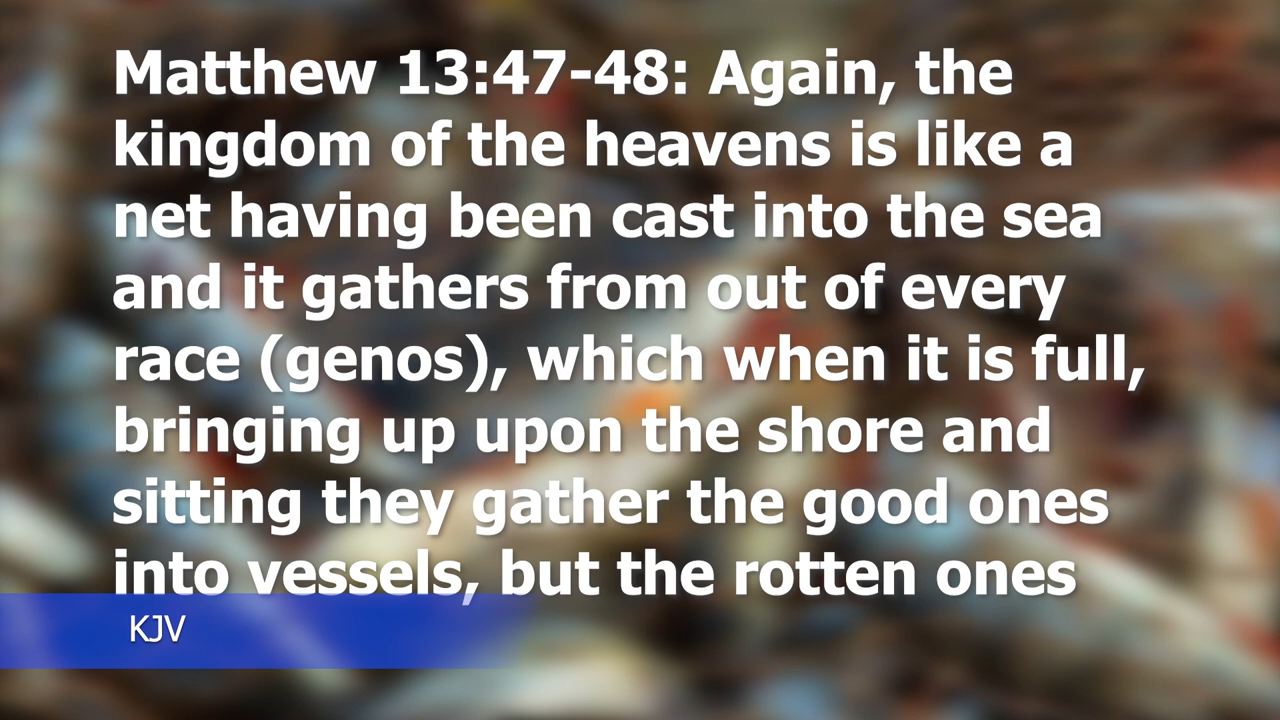 Matthew 13:47-48: Again, the
kingdom of the heavens is like a
net having been cast into the sea
and it gathers from out of every
race (genos), which when it is full,
bringing up upon the shore and
sitting they gather the good ones
into vessels, but the rotten ones
KJV